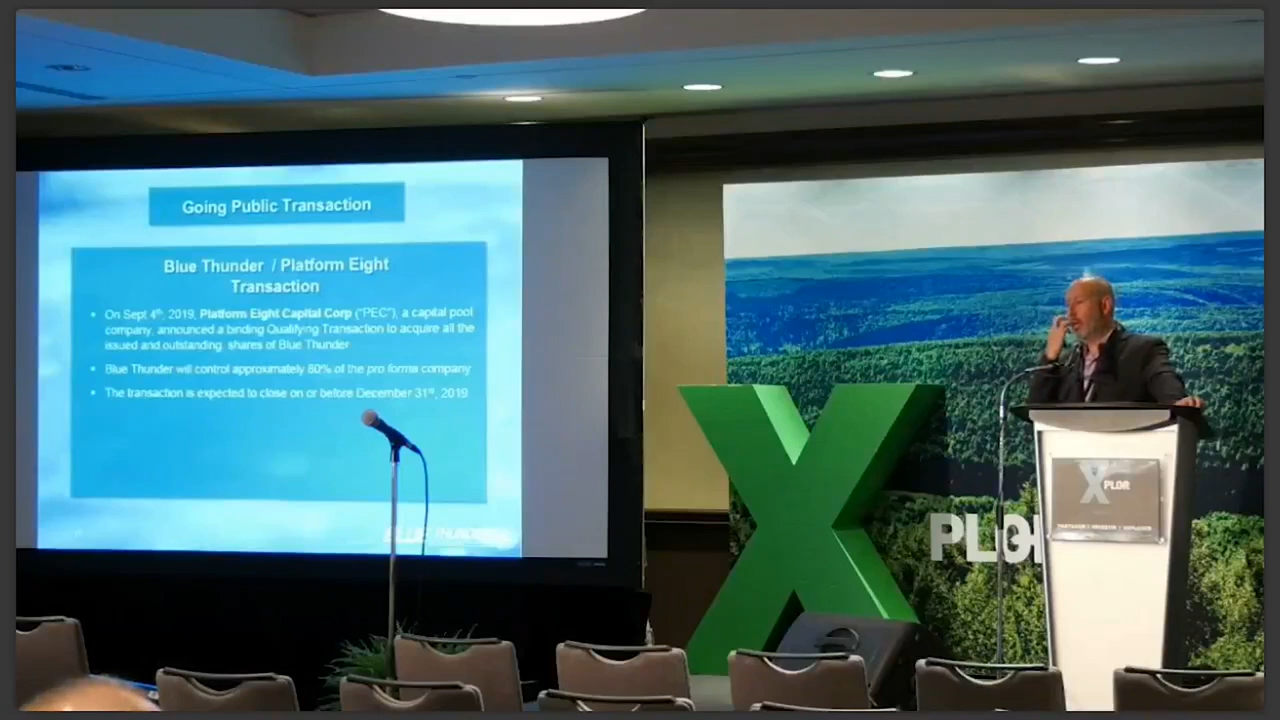 Going Public Transaction
Blue Thunder / Platform Eight
Transaction
• On Sept 4th, 2019, Platform Eight Capital Corp ("PEC"), a capital pool
company, announced a binding Qualifying Transaction to acquire all the
issued and outstanding shares of Blue Thunder
• Blue Thunder will control approximately 80% of the pro forma company
• The transaction is expected to close on or before December 31st, 2019
BLUE THUNDER
X
PLOR
XPLOR